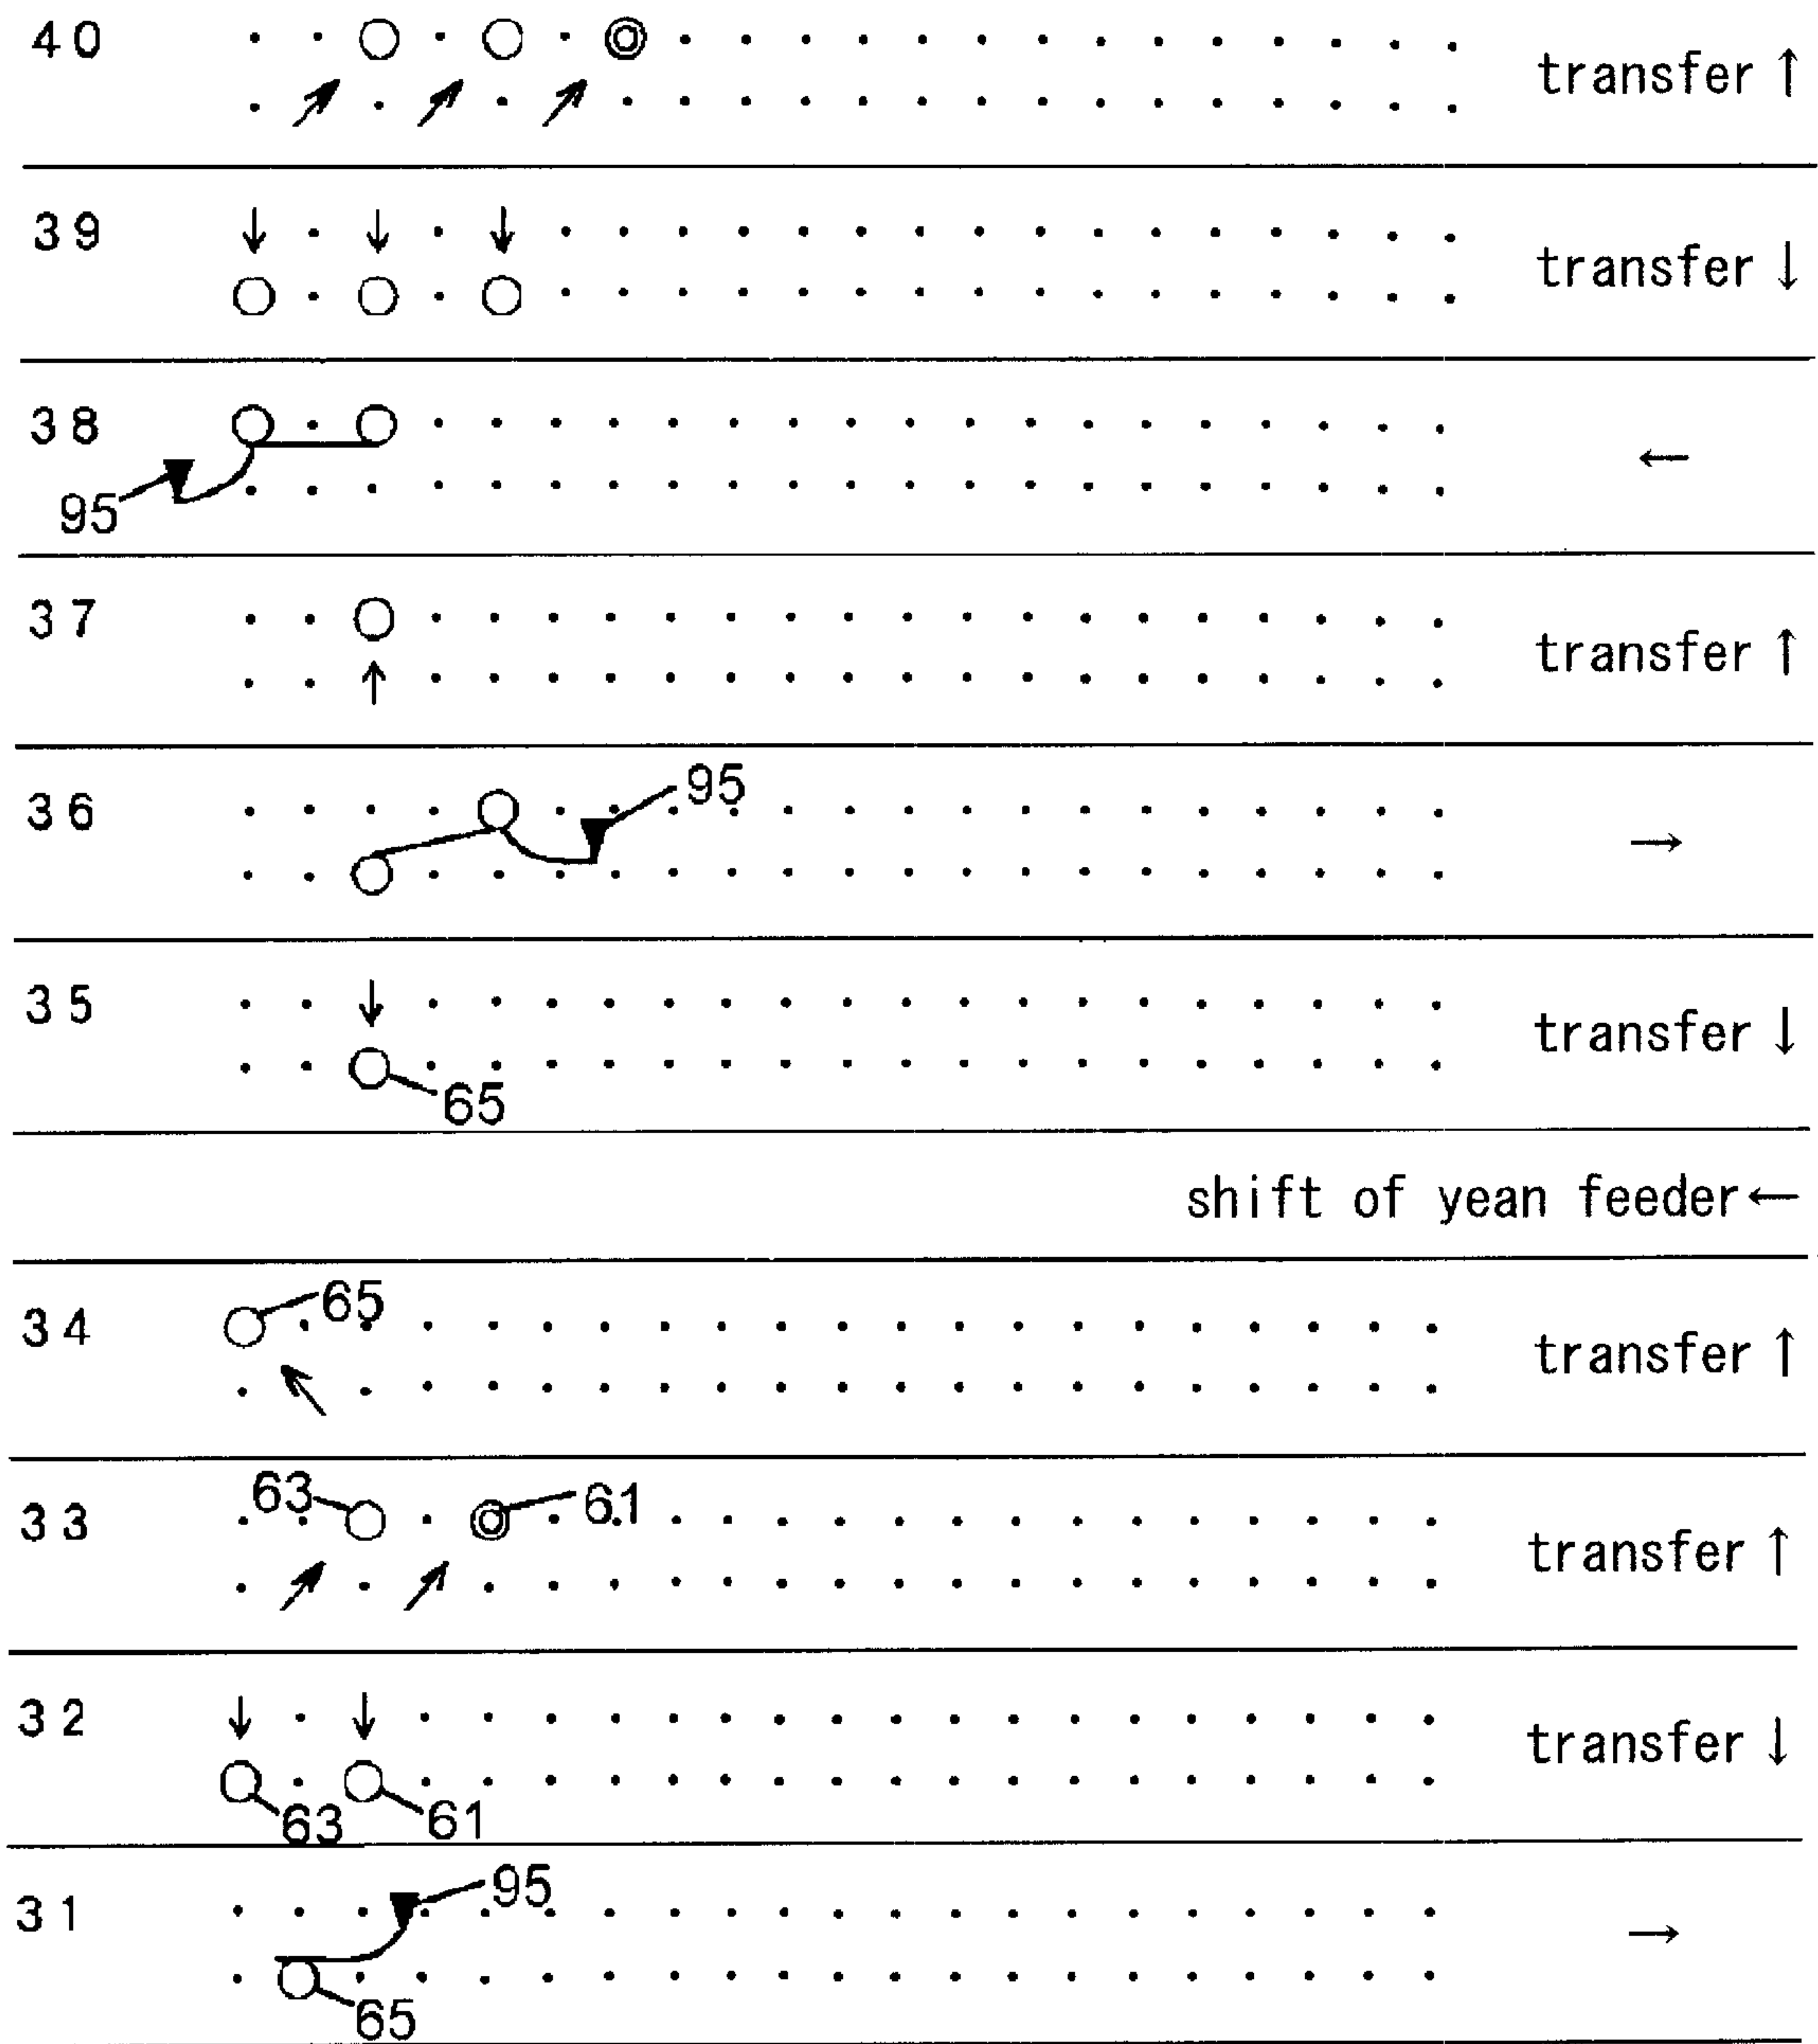 40 transfer ↑
39 transfer ↓
38 ←
95
37 transfer ↑
95
36 →
35 transfer ↓
65
shift of yean feeder←
65
34 transfer ↑
63 61
33 transfer ↑
32 transfer ↓
63 61
95
31 →
65